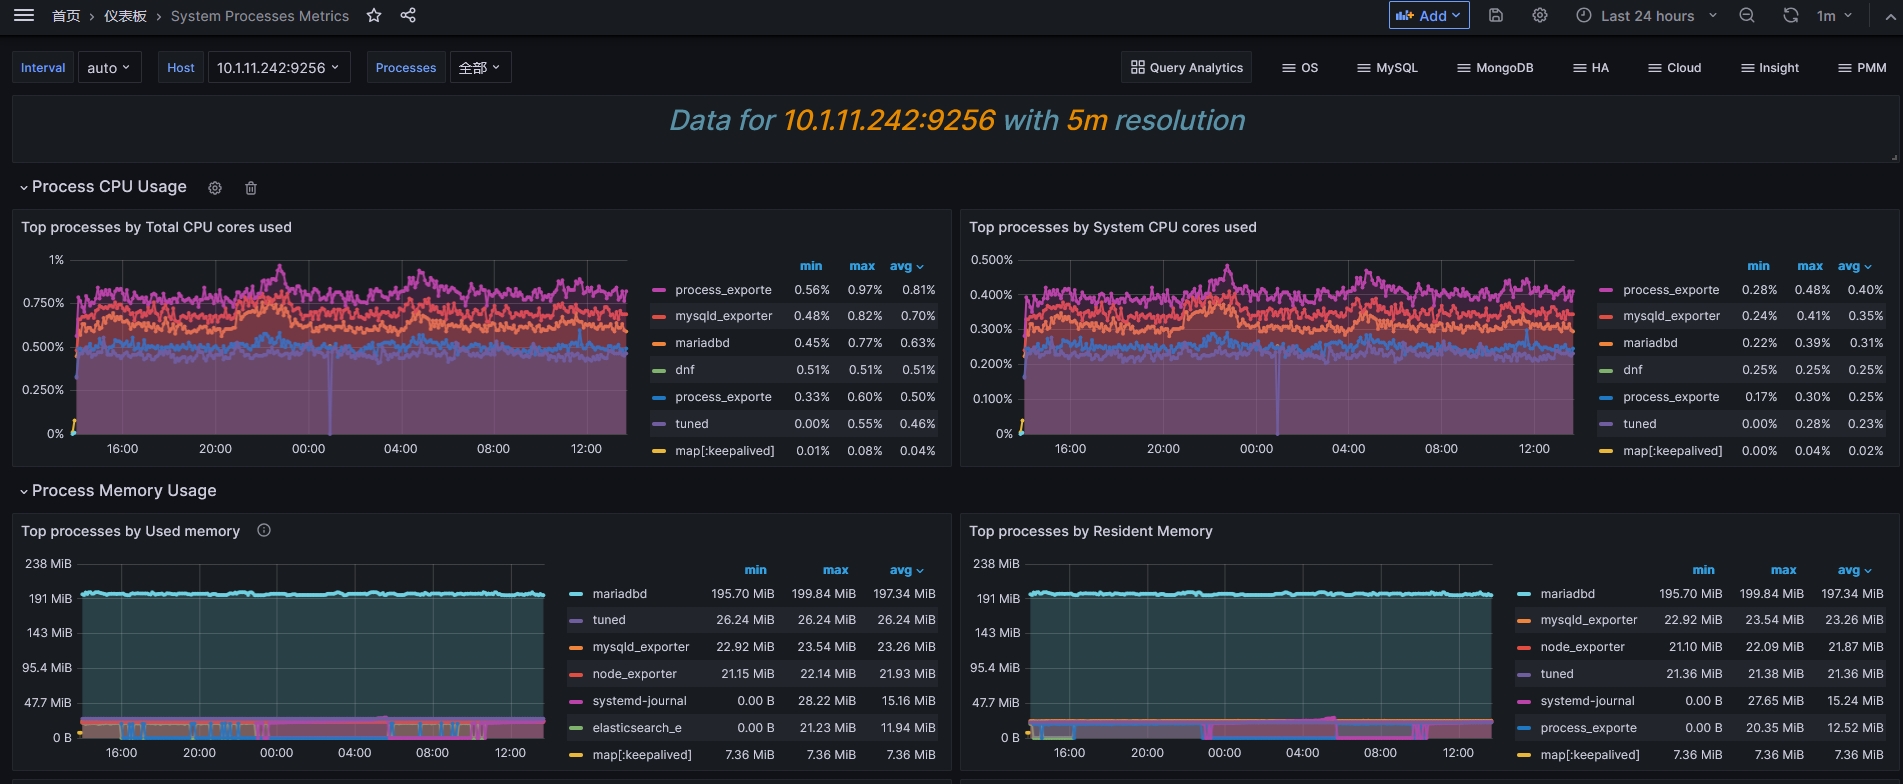 首页 › 仪表板 › System Processes Metrics
Add
Last 24 hours
1m
Interval auto Host 10.1.11.242:9256 Processes 全部
Query Analytics OS MySQL MongoDB HA Cloud Insight PMM
Data for 10.1.11.242:9256 with 5m resolution
Process CPU Usage
Top processes by Total CPU cores used
1%
0.750%
0.500%
0.250%
0%
16:00 20:00 00:00 04:00 08:00 12:00
min max avg
process_exporte 0.56% 0.97% 0.81%
mysqld_exporter 0.48% 0.82% 0.70%
mariadbd 0.45% 0.77% 0.63%
dnf 0.51% 0.51% 0.51%
process_exporte 0.33% 0.60% 0.50%
tuned 0.00% 0.55% 0.46%
map[:keepalived] 0.01% 0.08% 0.04%
Top processes by System CPU cores used
0.500%
0.400%
0.300%
0.200%
0.100%
0%
16:00 20:00 00:00 04:00 08:00 12:00
min max avg
process_exporte 0.28% 0.48% 0.40%
mysqld_exporter 0.24% 0.41% 0.35%
mariadbd 0.22% 0.39% 0.31%
dnf 0.25% 0.25% 0.25%
process_exporte 0.17% 0.30% 0.25%
tuned 0.00% 0.28% 0.23%
map[:keepalived] 0.00% 0.04% 0.02%
Process Memory Usage
Top processes by Used memory
238 MiB
191 MiB
143 MiB
95.4 MiB
47.7 MiB
0 B
16:00 20:00 00:00 04:00 08:00 12:00
min max avg
mariadbd 195.70 MiB 199.84 MiB 197.34 MiB
tuned 26.24 MiB 26.24 MiB 26.24 MiB
mysqld_exporter 22.92 MiB 23.54 MiB 23.26 MiB
node_exporter 21.15 MiB 22.14 MiB 21.93 MiB
systemd-journal 0.00 B 28.22 MiB 15.16 MiB
elasticsearch_e 0.00 B 21.23 MiB 11.94 MiB
map[:keepalived] 7.36 MiB 7.36 MiB 7.36 MiB
Top processes by Resident Memory
238 MiB
191 MiB
143 MiB
95.4 MiB
47.7 MiB
0 B
16:00 20:00 00:00 04:00 08:00 12:00
min max avg
mariadbd 195.70 MiB 199.84 MiB 197.34 MiB
mysqld_exporter 22.92 MiB 23.54 MiB 23.26 MiB
node_exporter 21.10 MiB 22.09 MiB 21.87 MiB
tuned 21.36 MiB 21.38 MiB 21.36 MiB
systemd-journal 0.00 B 27.65 MiB 15.24 MiB
process_exporte 0.00 B 20.35 MiB 12.52 MiB
map[:keepalived] 7.36 MiB 7.36 MiB 7.36 MiB